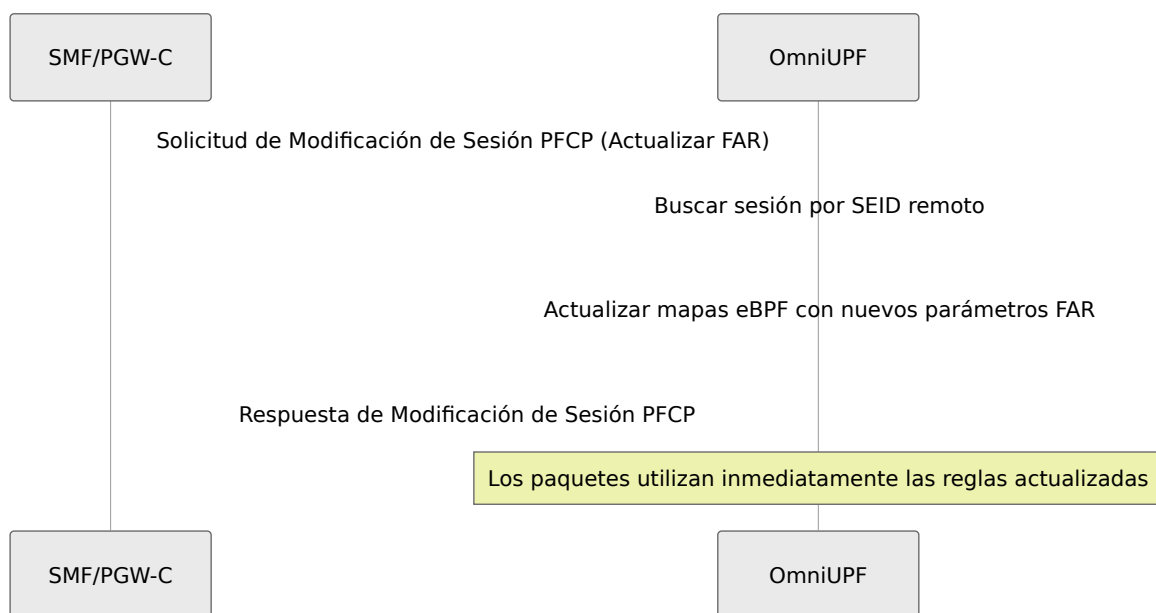 SMF/PGW-C
OmniUPF
Solicitud de Modificación de Sesión PFCP (Actualizar FAR)
Buscar sesión por SEID remoto
Actualizar mapas eBPF con nuevos parámetros FAR
Respuesta de Modificación de Sesión PFCP
Los paquetes utilizan inmediatamente las reglas actualizadas
SMF/PGW-C
OmniUPF